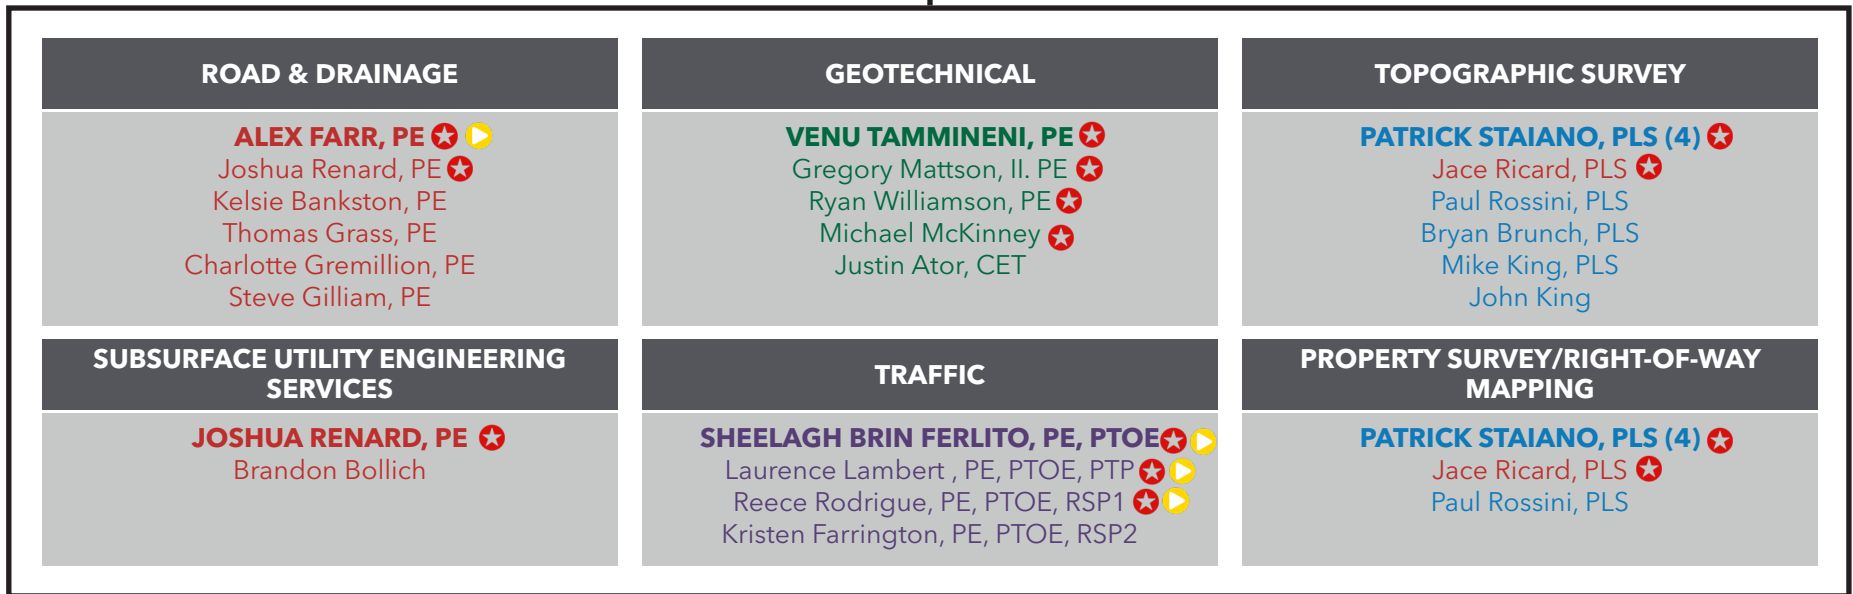 ROAD & DRAINAGE
ALEX FARR, PE
Joshua Renard, PE
Kelsie Bankston, PE
Thomas Grass, PE
Charlotte Gremillion, PE
Steve Gilliam, PE
GEOTECHNICAL
VENU TAMMINENI, PE
Gregory Mattson, II. PE
Ryan Williamson, PE
Michael McKinney
Justin Ator, CET
TOPOGRAPHIC SURVEY
PATRICK STAIANO, PLS (4)
Jace Ricard, PLS
Paul Rossini, PLS
Bryan Brunch, PLS
Mike King, PLS
John King
SUBSURFACE UTILITY ENGINEERING
SERVICES
JOSHUA RENARD, PE
Brandon Bollich
TRAFFIC
SHEELAGH BRIN FERLITO, PE, PTOE
Laurence Lambert , PE, PTOE, PTP
Reece Rodrigue, PE, PTOE, RSP1
Kristen Farrington, PE, PTOE, RSP2
PROPERTY SURVEY/RIGHT-OF-WAY
MAPPING
PATRICK STAIANO, PLS (4)
Jace Ricard, PLS
Paul Rossini, PLS